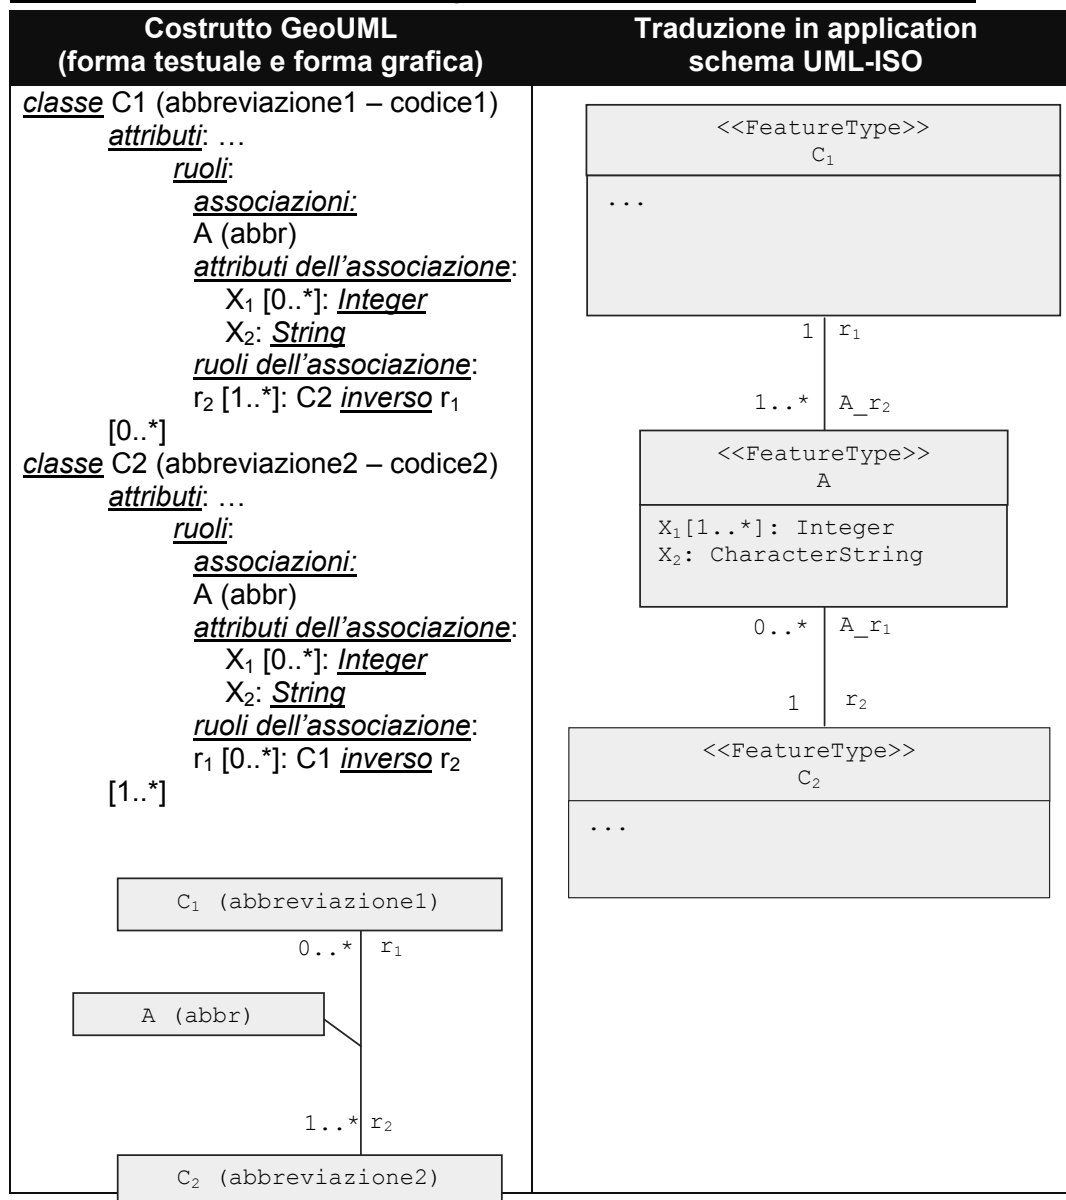 Costrutto GeoUML
(forma testuale e forma grafica)
classe C1 (abbreviazione1 – codice1)
attributi: …
ruoli:
associazioni:
A (abbr)
attributi dell'associazione:
X₁ [0..*]: Integer
X₂: String
ruoli dell'associazione:
r₂ [1..*]: C2 inverso r₁
[0..*]
classe C2 (abbreviazione2 – codice2)
attributi: …
ruoli:
associazioni:
A (abbr)
attributi dell'associazione:
X₁ [0..*]: Integer
X₂: String
ruoli dell'associazione:
r₁ [0..*]: C1 inverso r₂
[1..*]
C₁ (abbreviazione1)
0..* r₁
A (abbr)
1..* r₂
C₂ (abbreviazione2)
Traduzione in application
schema UML-ISO
<<FeatureType>>
C₁
...
1 r₁
1..* A_r₂
<<FeatureType>>
A
X₁[1..*]: Integer
X₂: CharacterString
0..* A_r₁
1 r₂
<<FeatureType>>
C₂
...